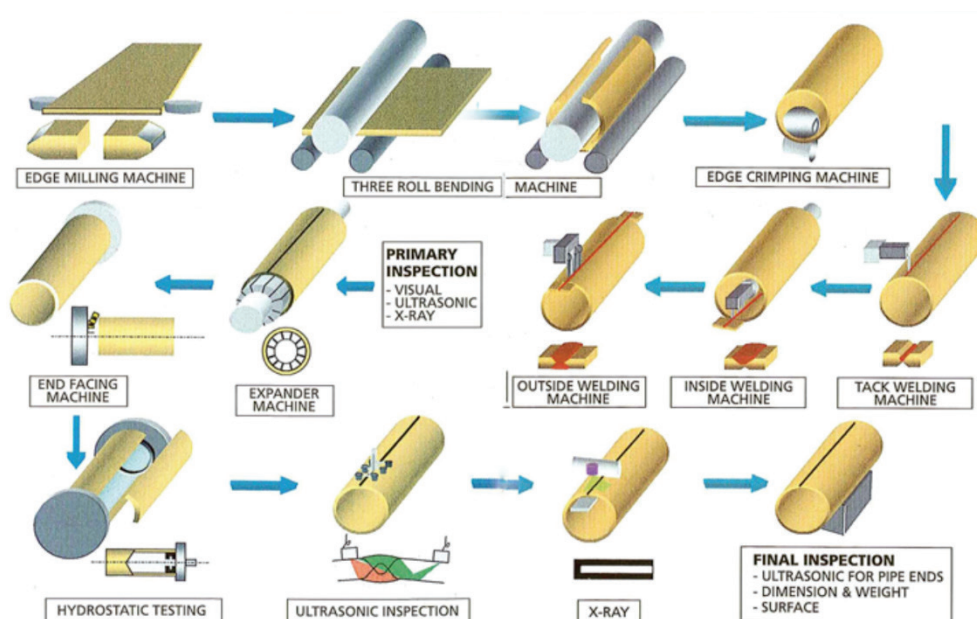 EDGE MILLING MACHINE
THREE ROLL BENDING MACHINE
EDGE CRIMPING MACHINE
TACK WELDING
MACHINE
INSIDE WELDING
MACHINE
OUTSIDE WELDING
MACHINE
PRIMARY
INSPECTION
- VISUAL
- ULTRASONIC
- X-RAY
EXPANDER
MACHINE
END FACING
MACHINE
HYDROSTATIC TESTING
ULTRASONIC INSPECTION
X-RAY
FINAL INSPECTION
- ULTRASONIC FOR PIPE ENDS
- DIMENSION & WEIGHT
- SURFACE